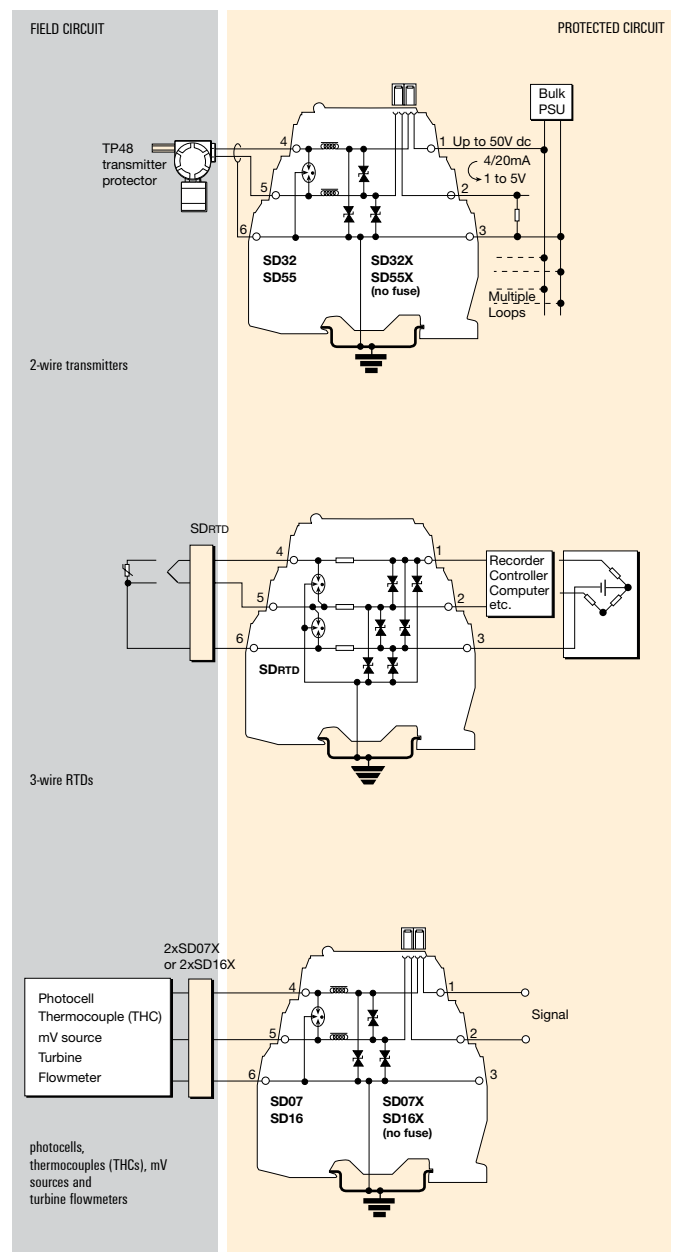 FIELD CIRCUIT
PROTECTED CIRCUIT
Bulk
PSU
TP48
transmitter
protector
4
1
Up to 50V dc
4/20mA
1 to 5V
5
2
6
3
SD32
SD55
SD32X
SD55X
(no fuse)
Multiple
Loops
2-wire transmitters
SDRTD
4
1
Recorder
Controller
Computer
etc.
5
2
6
3
SDRTD
3-wire RTDs
2xSD07X
or 2xSD16X
Photocell
Thermocouple (THC)
mV source
Turbine
Flowmeter
4
1
Signal
5
2
6
3
SD07
SD16
SD07X
SD16X
(no fuse)
photocells,
thermocouples (THCs), mV
sources and
turbine flowmeters